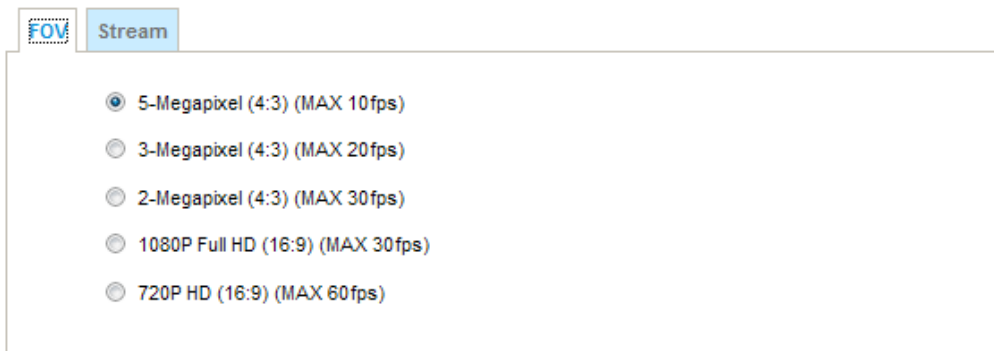 FOV Stream
5-Megapixel (4:3) (MAX 10fps)
3-Megapixel (4:3) (MAX 20fps)
2-Megapixel (4:3) (MAX 30fps)
1080P Full HD (16:9) (MAX 30fps)
720P HD (16:9) (MAX 60fps)